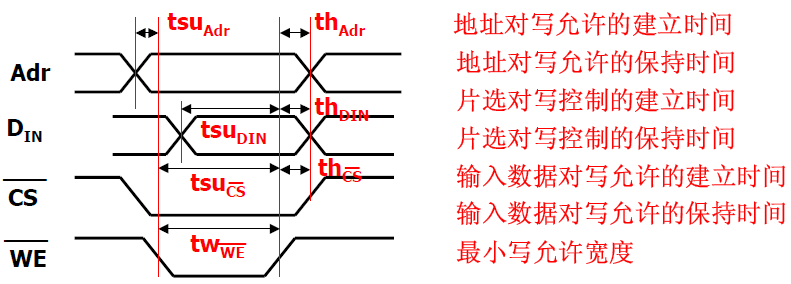 tsuAdr thAdr
Adr
DIN
tsuDIN thDIN
CS
tsuCS thCS
WE
twWE
地址对写允许的建立时间
地址对写允许的保持时间
片选对写控制的建立时间
片选对写控制的保持时间
输入数据对写允许的建立时间
输入数据对写允许的保持时间
最小写允许宽度